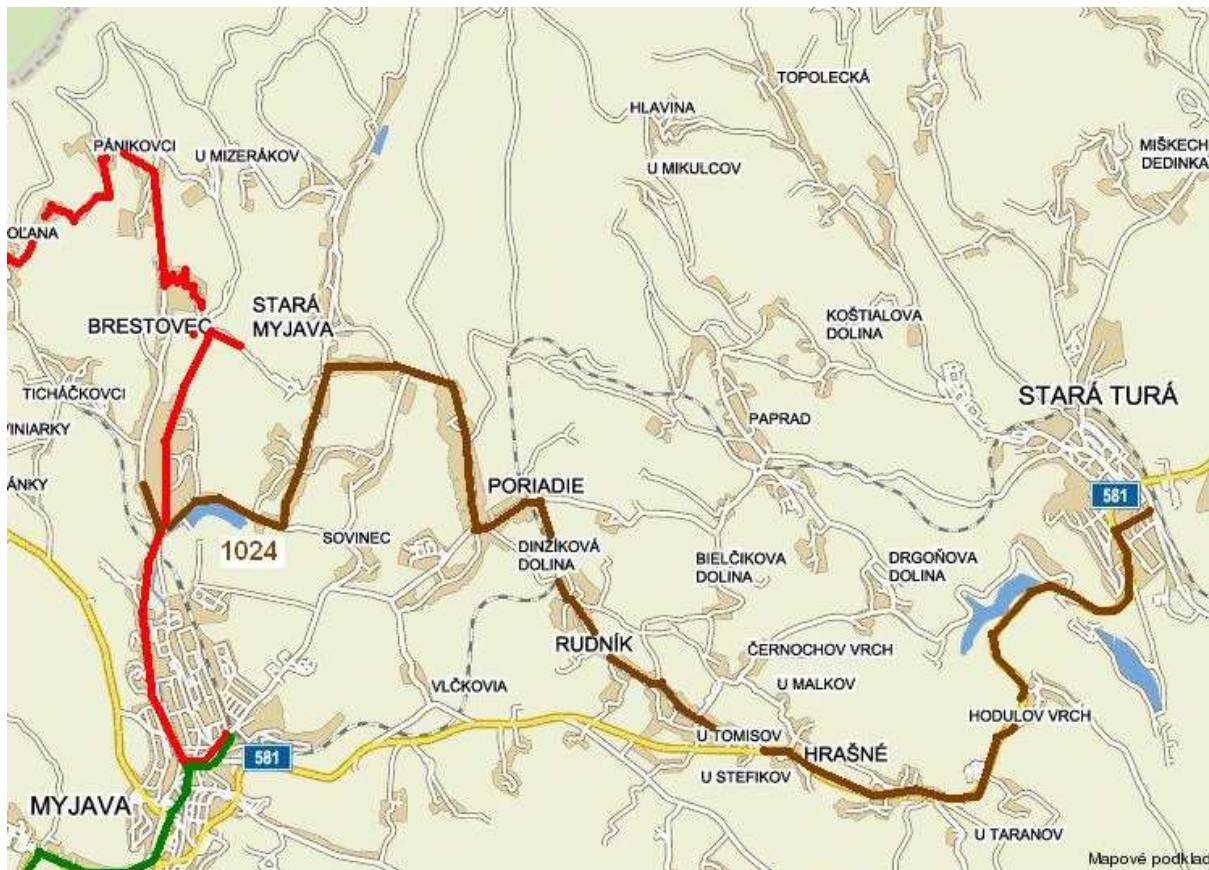 TOPOLECKÁ
HLAVINA
PÁNIKOVCI
U MIZERÁKOV
MIŠKECH
DEDINKA
U MIKULCOV
OĽANA
STARÁ
MYJAVA
BRESTOVEC
KOŠTIALOVA
DOLINA
TICHÁČKOVCI
STARÁ TURÁ
VINIARKY
PAPRAD
ÁNKY
PORIADIE
581
SOVINEC
1024
DINZÍKOVÁ
DOLINA
BIELČIKOVA
DOLINA
DRGOŇOVA
DOLINA
RUDNÍK
ČERNOCHOV VRCH
VLČKOVIA
U MALKOV
HODULOV VRCH
U TOMISOV
581
HRAŠNÉ
U STEFIKOV
MYJAVA
U TARANOV
Mapové podklad